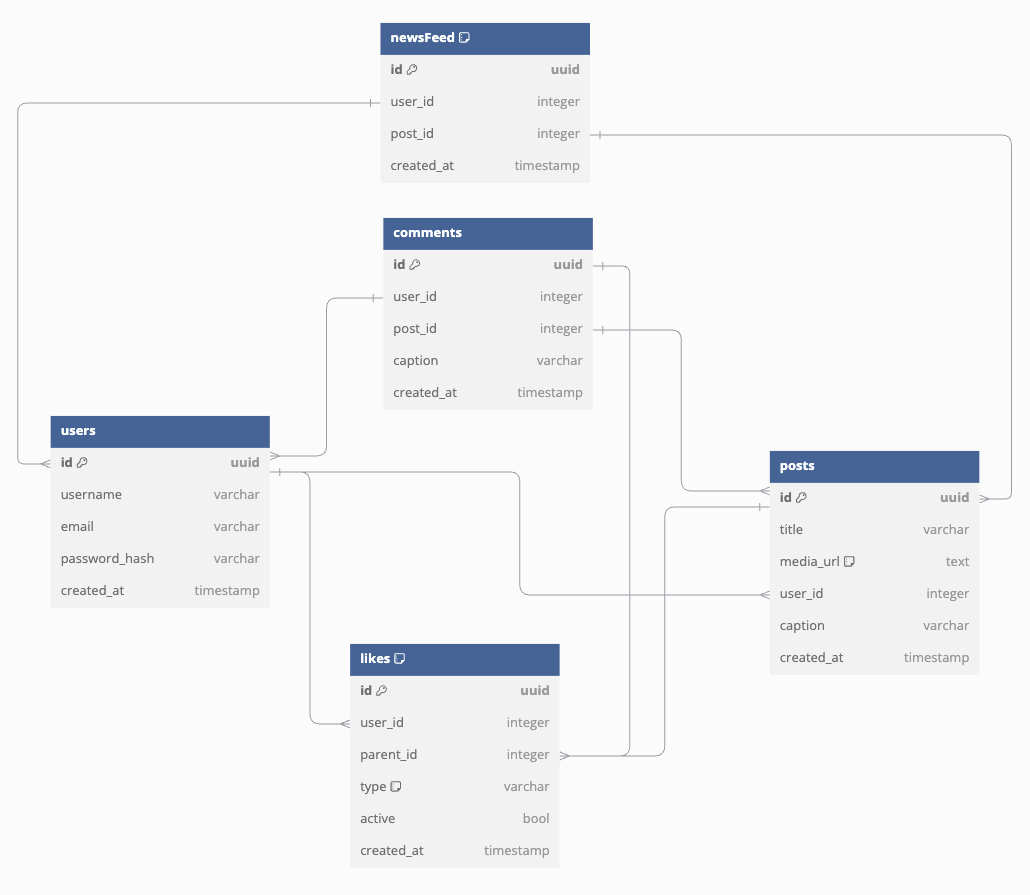 newsFeed
id uuid
user_id integer
post_id integer
created_at timestamp
comments
id uuid
user_id integer
post_id integer
caption varchar
created_at timestamp
users
id uuid
username varchar
email varchar
password_hash varchar
created_at timestamp
posts
id uuid
title varchar
media_url text
user_id integer
caption varchar
created_at timestamp
likes
id uuid
user_id integer
parent_id integer
type varchar
active bool
created_at timestamp